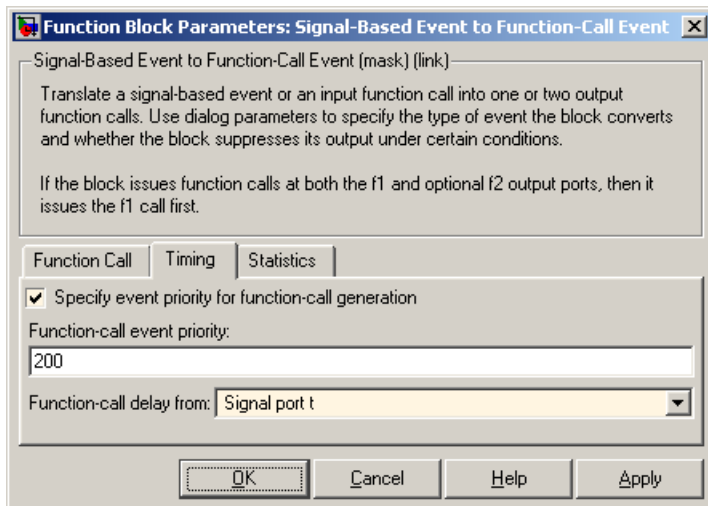 Function Block Parameters: Signal-Based Event to Function-Call Event
Signal-Based Event to Function-Call Event (mask) (link)
Translate a signal-based event or an input function call into one or two output
function calls. Use dialog parameters to specify the type of event the block converts
and whether the block suppresses its output under certain conditions.
If the block issues function calls at both the f1 and optional f2 output ports, then it
issues the f1 call first.
Function Call Timing Statistics
Specify event priority for function-call generation
Function-call event priority:
200
Function-call delay from: Signal port t
OK Cancel Help Apply